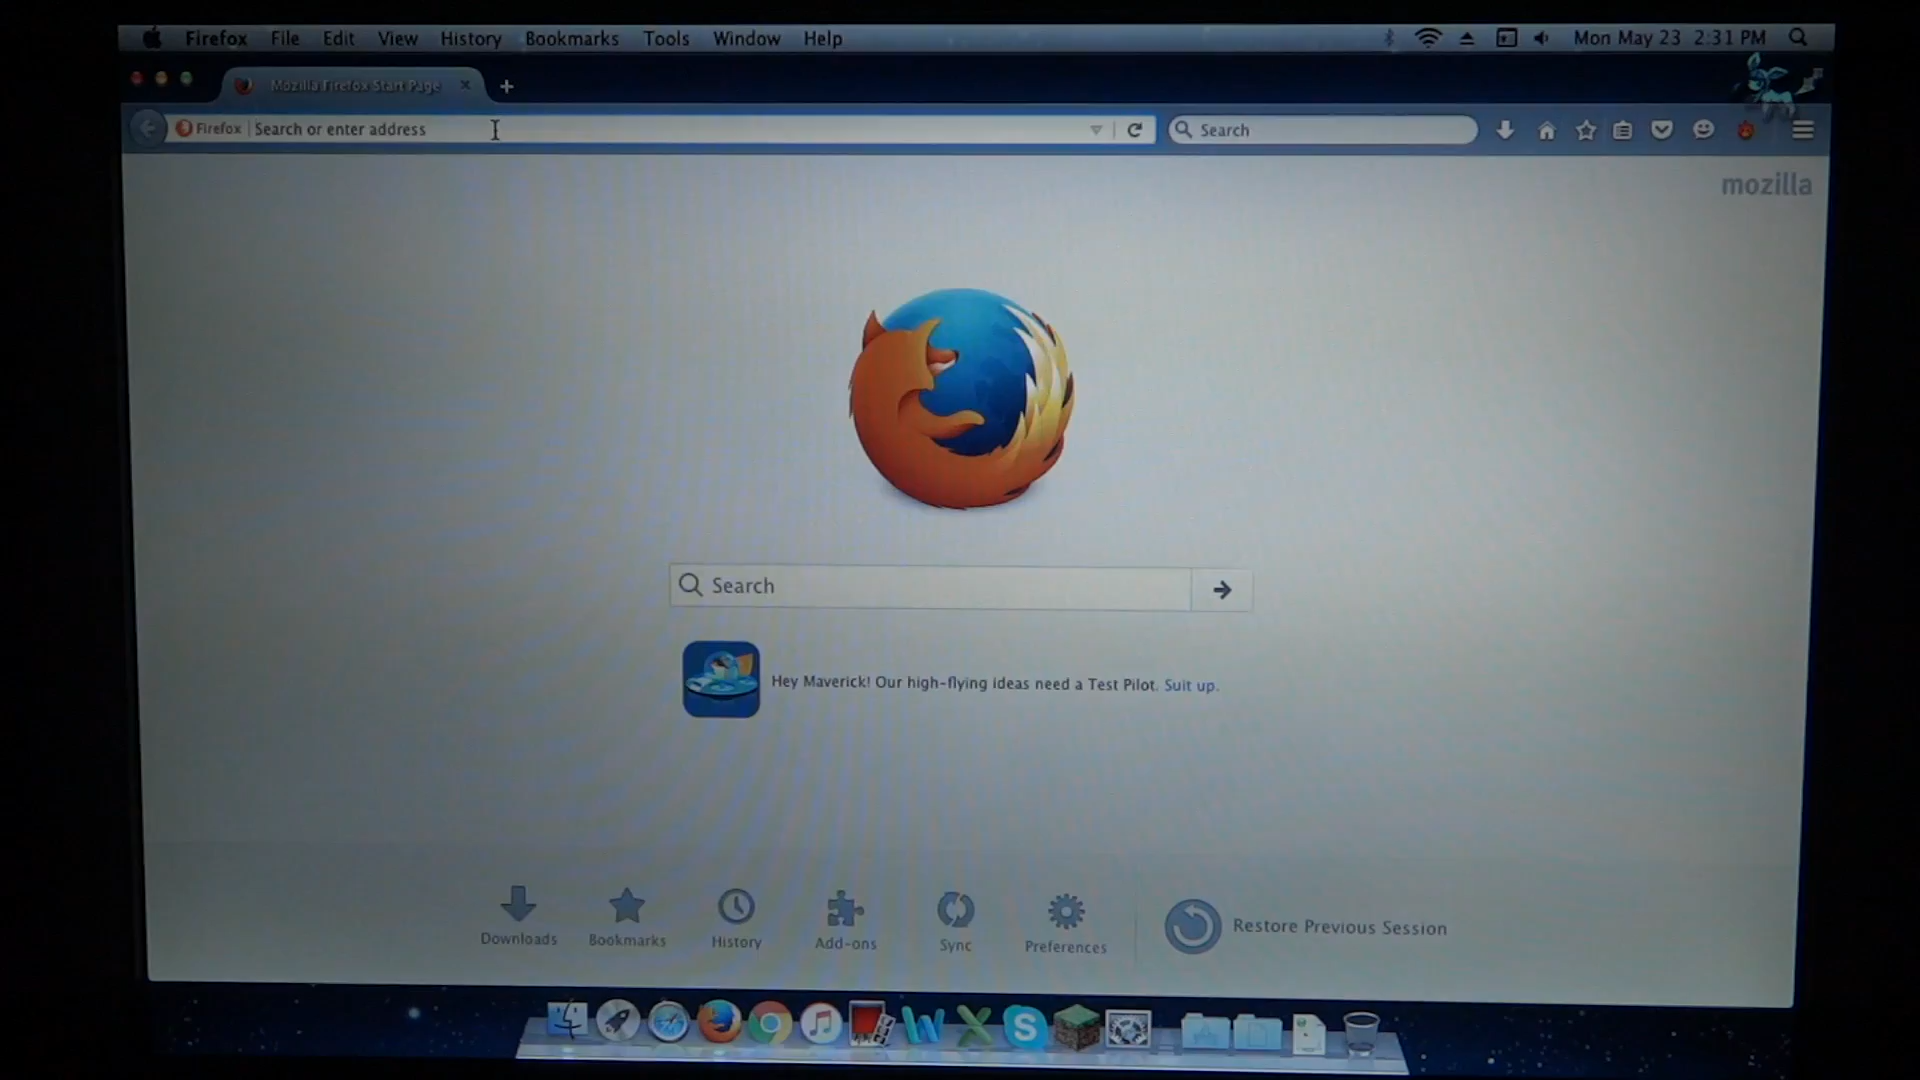 Firefox File Edit View History Bookmarks Tools Window Help Mon May 23 2:31 PM
Mozilla Firefox Start Page
Firefox Search or enter address Search
mozilla
Search
Hey Maverick! Our high-flying ideas need a Test Pilot. Suit up.
Downloads Bookmarks History Add-ons Sync Preferences Restore Previous Session